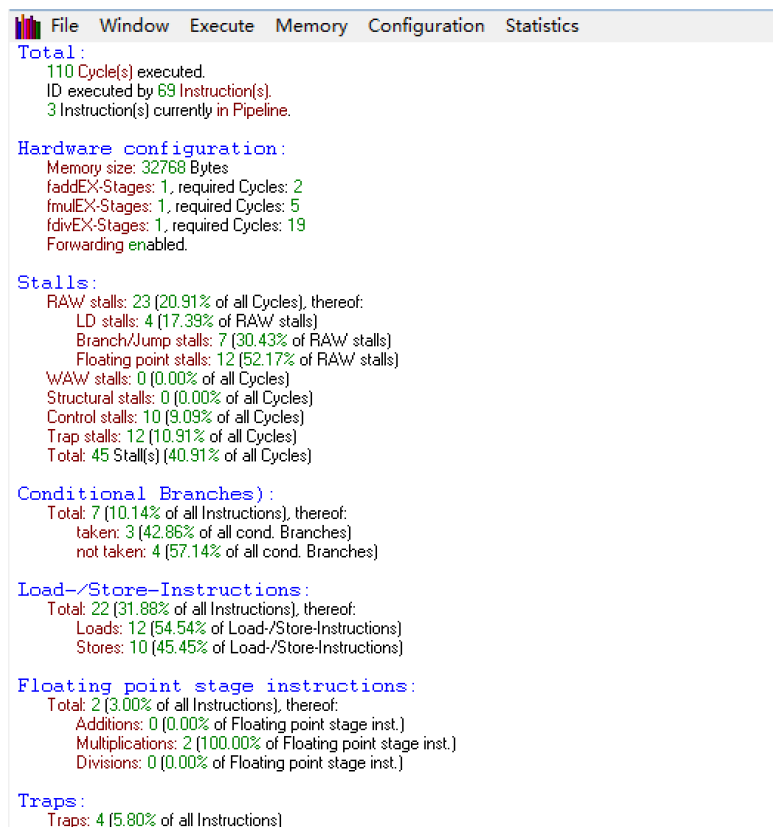 File Window Execute Memory Configuration Statistics
Total:
110 Cycle(s) executed.
ID executed by 69 Instruction(s).
3 Instruction(s) currently in Pipeline.
Hardware configuration:
Memory size: 32768 Bytes
faddEX-Stages: 1, required Cycles: 2
fmulEX-Stages: 1, required Cycles: 5
fdivEX-Stages: 1, required Cycles: 19
Forwarding enabled.
Stalls:
RAW stalls: 23 (20.91% of all Cycles), thereof:
LD stalls: 4 (17.39% of RAW stalls)
Branch/Jump stalls: 7 (30.43% of RAW stalls)
Floating point stalls: 12 (52.17% of RAW stalls)
WAW stalls: 0 (0.00% of all Cycles)
Structural stalls: 0 (0.00% of all Cycles)
Control stalls: 10 (9.09% of all Cycles)
Trap stalls: 12 (10.91% of all Cycles)
Total: 45 Stall(s) (40.91% of all Cycles)
Conditional Branches):
Total: 7 (10.14% of all Instructions), thereof:
taken: 3 (42.86% of all cond. Branches)
not taken: 4 (57.14% of all cond. Branches)
Load-/Store-Instructions:
Total: 22 (31.88% of all Instructions), thereof:
Loads: 12 (54.54% of Load-/Store-Instructions)
Stores: 10 (45.45% of Load-/Store-Instructions)
Floating point stage instructions:
Total: 2 (3.00% of all Instructions), thereof:
Additions: 0 (0.00% of Floating point stage inst.)
Multiplications: 2 (100.00% of Floating point stage inst.)
Divisions: 0 (0.00% of Floating point stage inst.)
Traps:
Traps: 4 (5.80% of all Instructions)